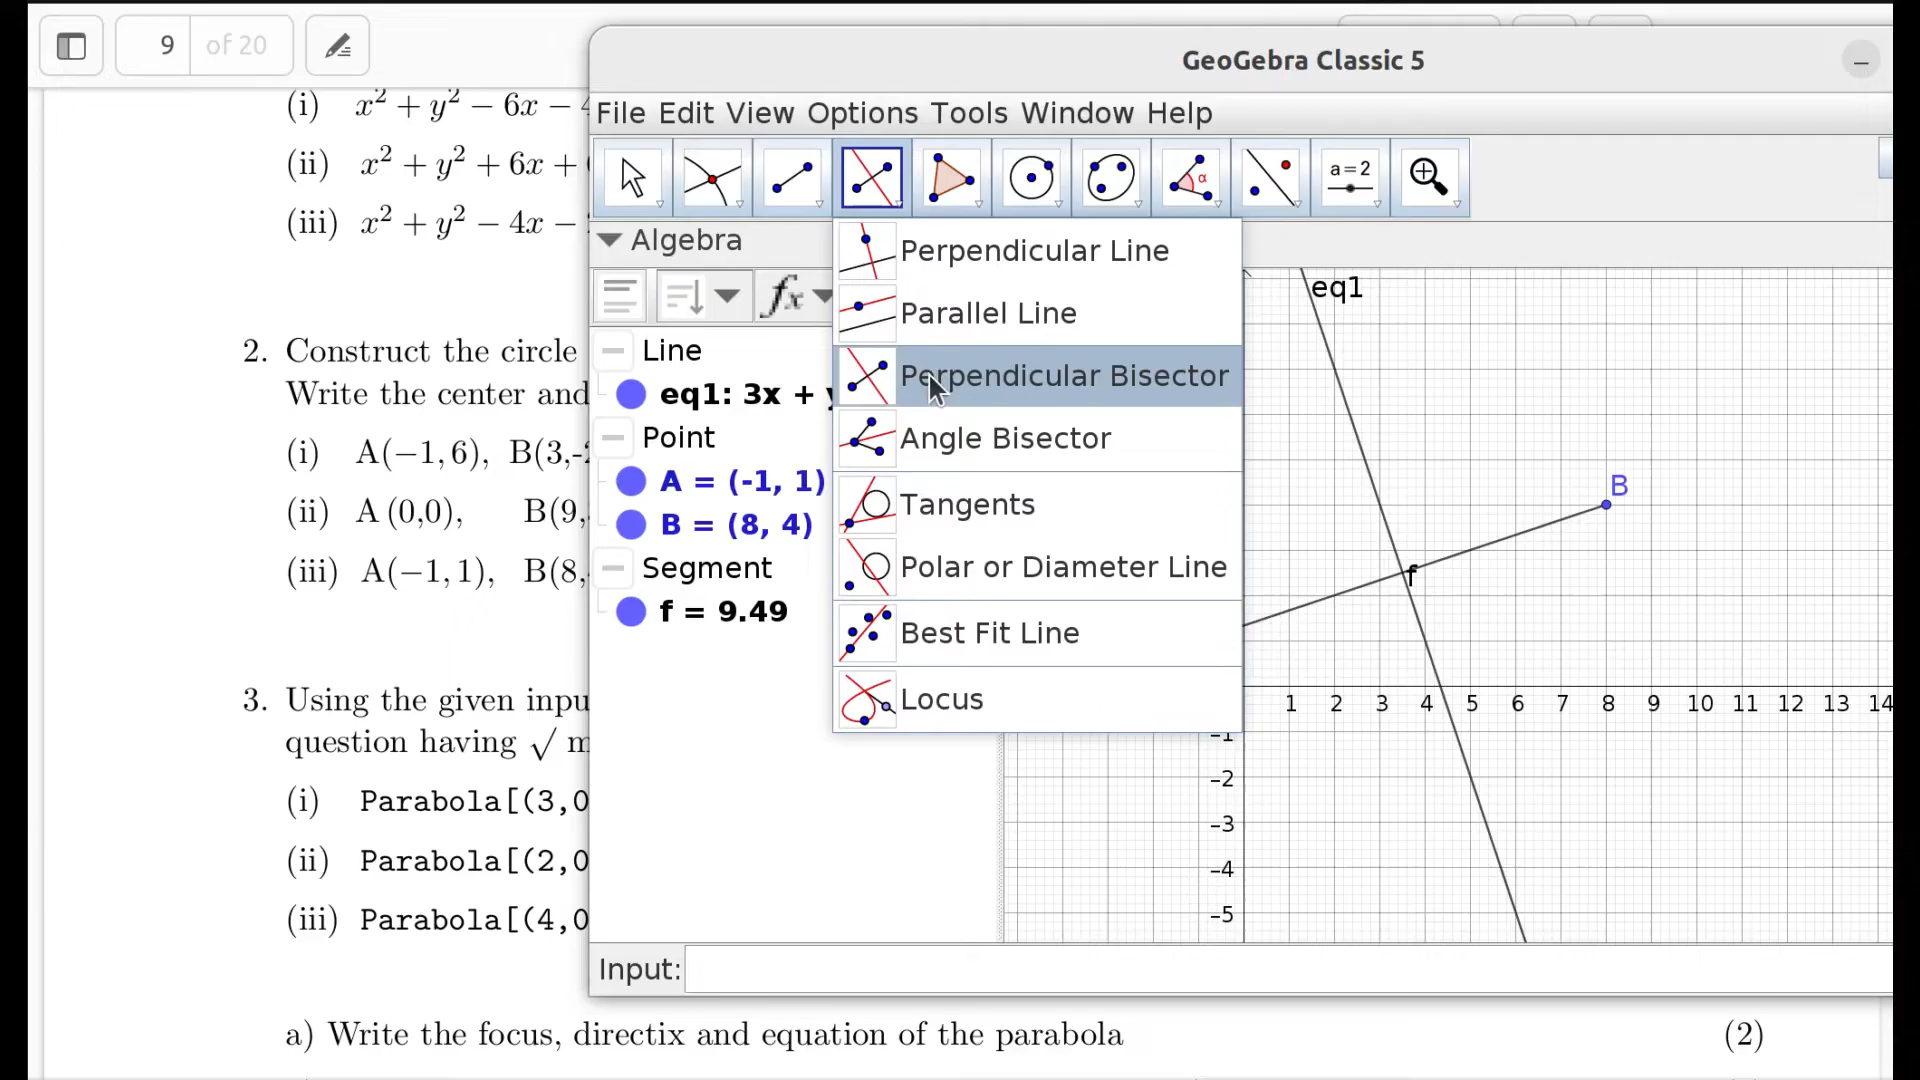 9 of 20
(i) x² + y² − 6x −
(ii) x² + y² + 6x +
(iii) x² + y² − 4x −
2. Construct the circle
Write the center and
(i) A(−1, 6), B(3,-
(ii) A (0,0), B(9,
(iii) A(−1, 1), B(8,
3. Using the given inpu
question having √ m
(i) Parabola[(3,0
(ii) Parabola[(2,0
(iii) Parabola[(4,0
a) Write the focus, directix and equation of the parabola (2)
GeoGebra Classic 5
File Edit View Options Tools Window Help
a=2
α
Algebra
fx
Line
eq1: 3x +
Point
A = (-1, 1)
B = (8, 4)
Segment
f = 9.49
Perpendicular Line
Parallel Line
Perpendicular Bisector
Angle Bisector
Tangents
Polar or Diameter Line
Best Fit Line
Locus
eq1
B
f
1 2 3 4 5 6 7 8 9 10 11 12 13 14
−1
−2
−3
−4
−5
Input: